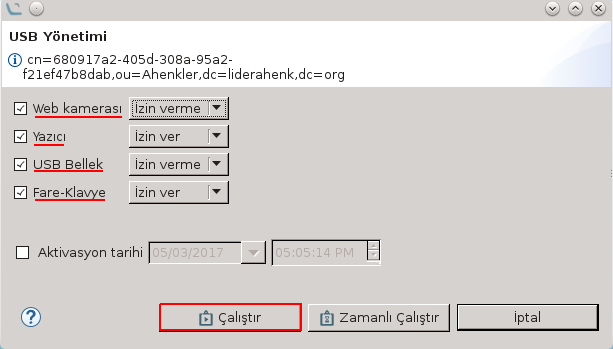 USB Yönetimi
cn=680917a2-405d-308a-95a2-
f21ef47b8dab,ou=Ahenkler,dc=liderahenk,dc=org
Web kamerası İzin verme
Yazıcı İzin ver
USB Bellek İzin verme
Fare-Klavye İzin ver
Aktivasyon tarihi 05/03/2017 05:05:14 PM
Çalıştır Zamanlı Çalıştır İptal